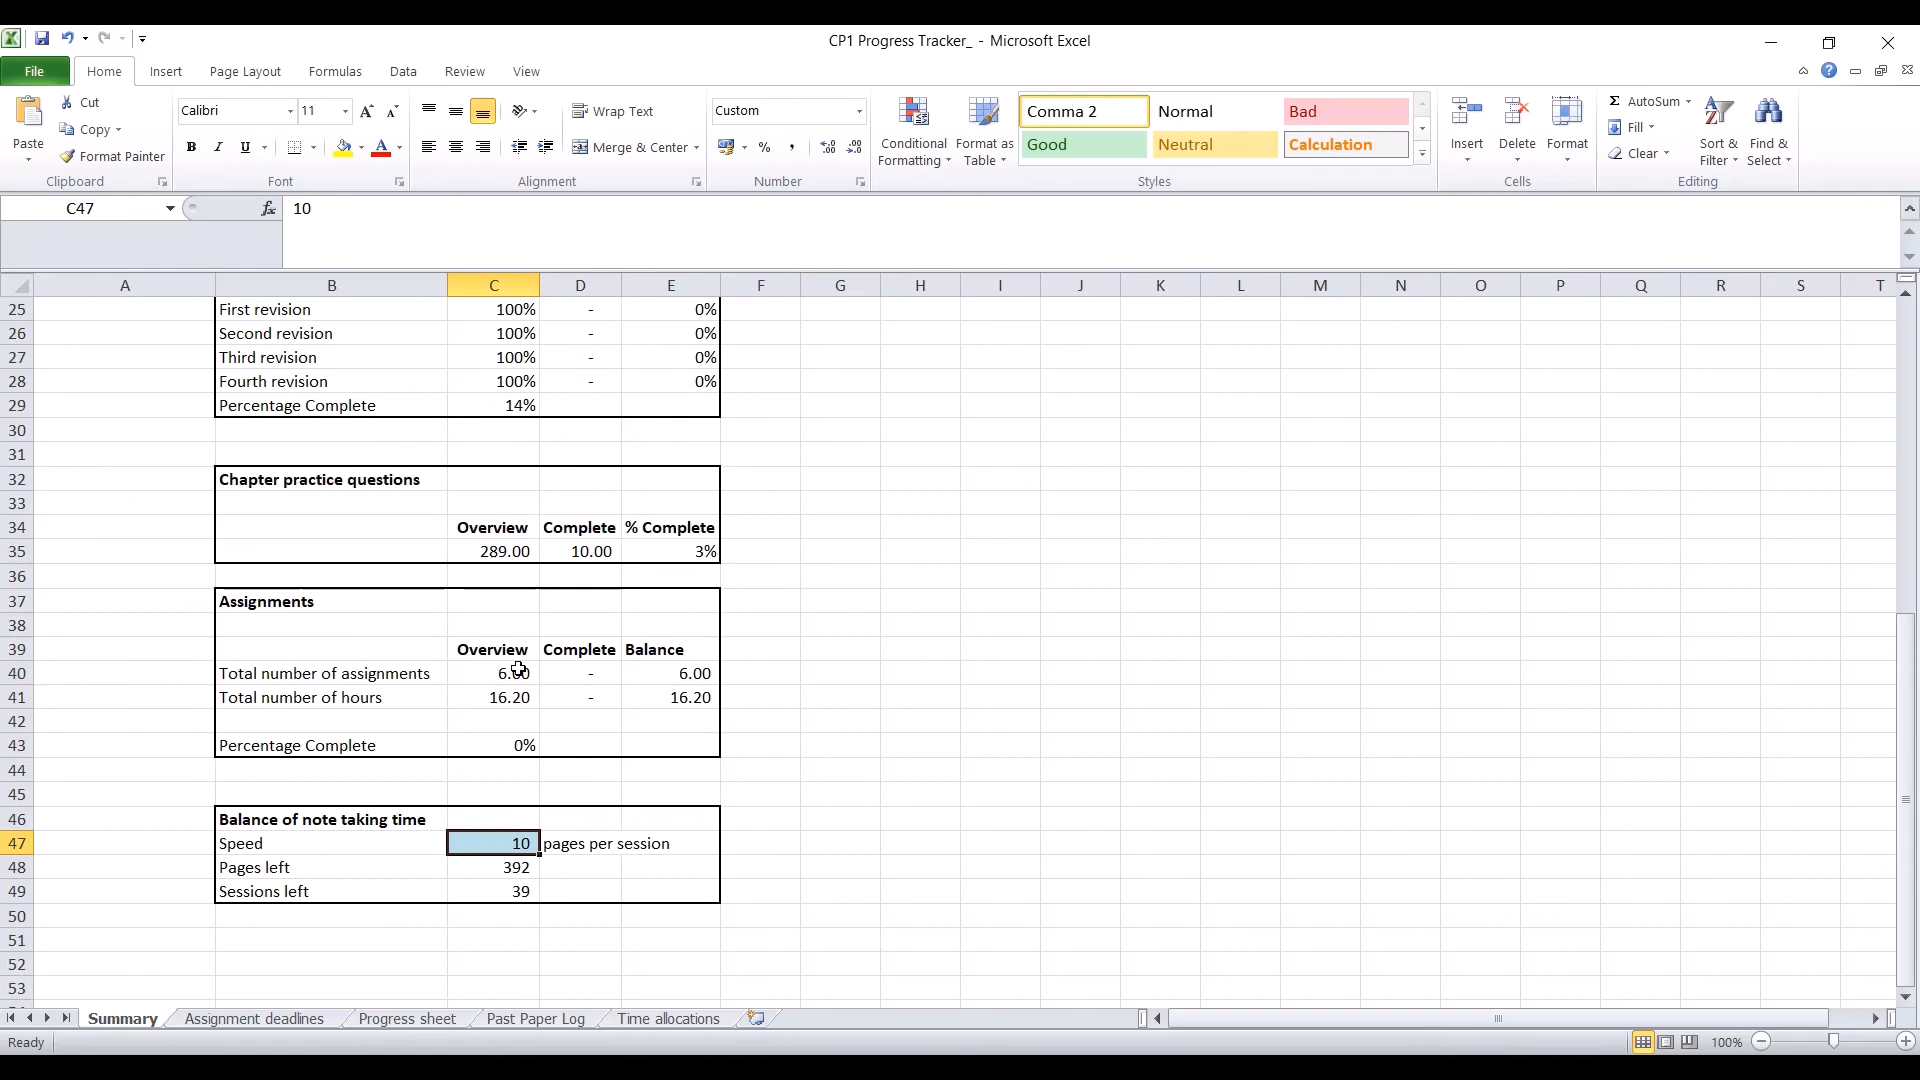 CP1 Progress Tracker_ - Microsoft Excel
File Home Insert Page Layout Formulas Data Review View
Paste Cut Copy Format Painter Clipboard
Calibri 11 B I U Font
Wrap Text Merge & Center Alignment
Custom % , Number
Conditional Formatting Format as Table Comma 2 Normal Bad Good Neutral Calculation Styles
Insert Delete Format Cells
AutoSum Fill Clear Sort & Filter Find & Select Editing
C47 fx 10
A B C D E F G H I J K L M N O P Q R S T
25 First revision 100% - 0%
26 Second revision 100% - 0%
27 Third revision 100% - 0%
28 Fourth revision 100% - 0%
29 Percentage Complete 14%
30
31
32 Chapter practice questions
33
34 Overview Complete % Complete
35 289.00 10.00 3%
36
37 Assignments
38
39 Overview Complete Balance
40 Total number of assignments 6.00 - 6.00
41 Total number of hours 16.20 - 16.20
42
43 Percentage Complete 0%
44
45
46 Balance of note taking time
47 Speed 10 pages per session
48 Pages left 392
49 Sessions left 39
50
51
52
53
Summary Assignment deadlines Progress sheet Past Paper Log Time allocations
Ready 100%